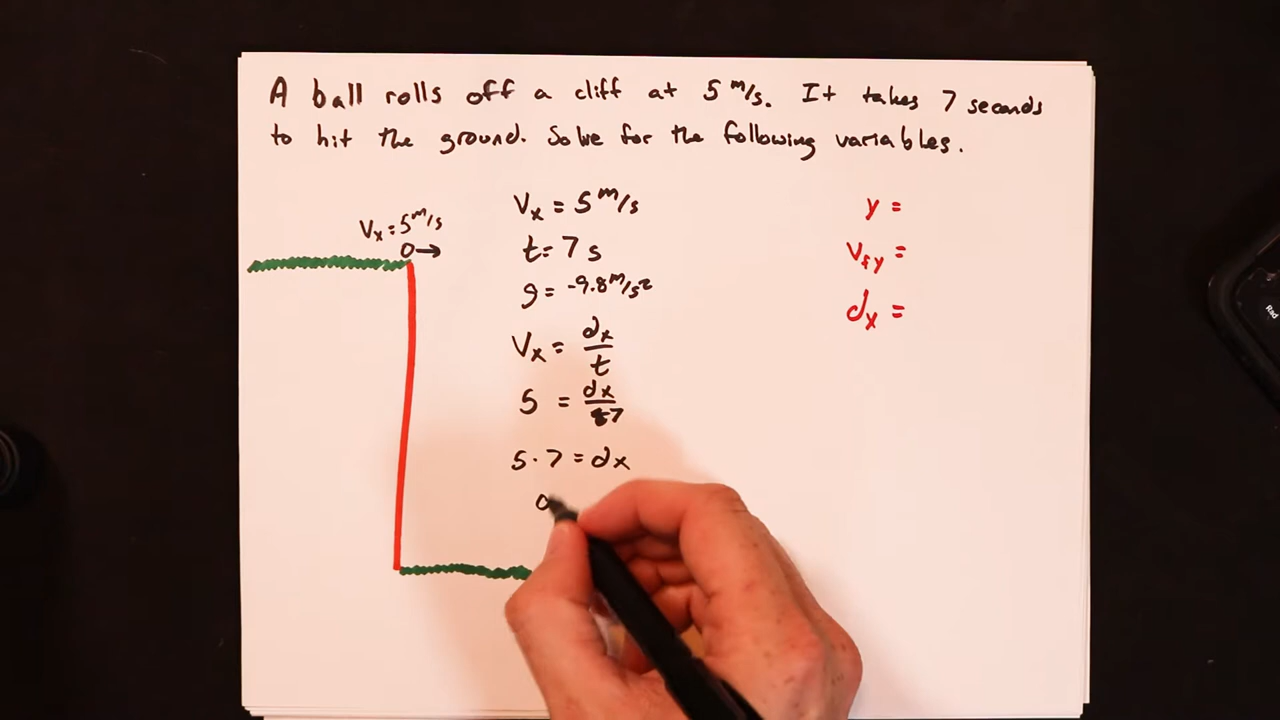 A ball rolls off a cliff at 5 m/s. It takes 7 seconds
to hit the ground. Solve for the following variables.
Vx = 5 m/s
Vx = 5 m/s
t = 7 s
g = -9.8 m/s²
Vx = dx/t
5 = dx/7
5 · 7 = dx
y =
Vfy =
dx =
Rad